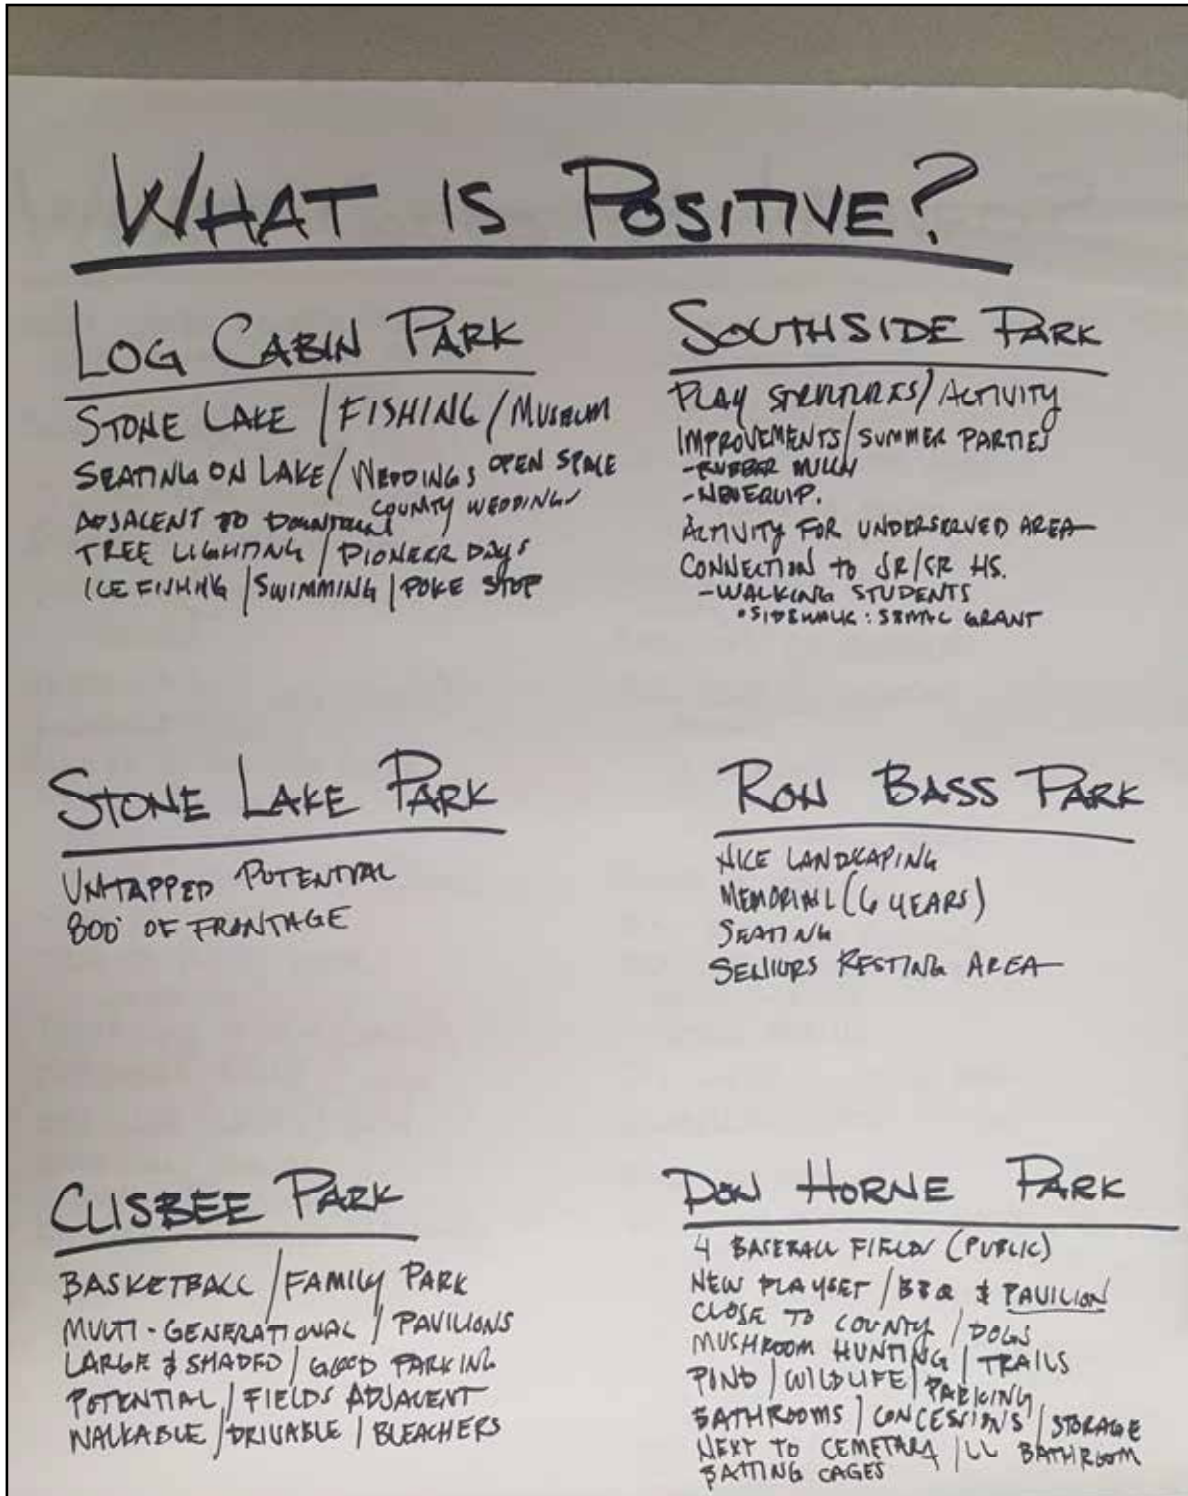 WHAT IS POSITIVE?
LOG CABIN PARK
STONE LAKE / FISHING / MUSEUM
SEATING ON LAKE / WEDDINGS OPEN SPACE
ADJACENT TO DOWNTOWN COUNTY WEDDINGS
TREE LIGHTING / PIONEER DAYS
ICE FISHING / SWIMMING / POKE STOP
SOUTHSIDE PARK
PLAY STRUCTURES / ACTIVITY
IMPROVEMENTS / SUMMER PARTIES
- RUBBER MULCH
- NEW EQUIP.
ACTIVITY FOR UNDERSERVED AREA
CONNECTION TO JR/SR HS.
- WALKING STUDENTS
• SIDEWALK : GRANT
STONE LAKE PARK
UNTAPPED POTENTIAL
800' OF FRONTAGE
RON BASS PARK
NICE LANDSCAPING
MEMORIAL (6 YEARS)
SEATING
SENIORS RESTING AREA
CLISBEE PARK
BASKETBALL / FAMILY PARK
MULTI-GENERATIONAL / PAVILIONS
LARGE & SHADED / GOOD PARKING
POTENTIAL / FIELDS ADJACENT
WALKABLE / DRIVABLE / BLEACHERS
DON HORNE PARK
4 BASEBALL FIELDS (PUBLIC)
NEW PLAYSET / BBQ & PAVILION
CLOSE TO COUNTY / DOGS
MUSHROOM HUNTING / TRAILS
POND / WILDLIFE / PARKING
BATHROOMS / CONCESSIONS / STORAGE
NEXT TO CEMETARY / LL BATHROOM
BATTING CAGES